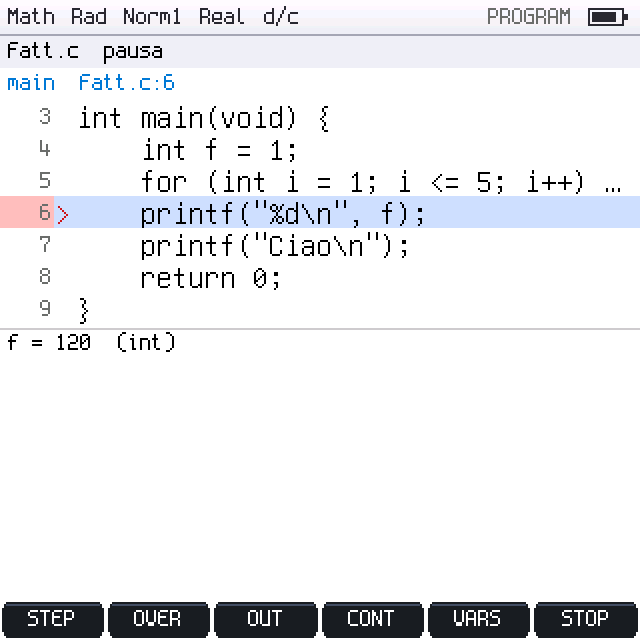 Math Rad Norm1 Real d/c PROGRAM
Fatt.c pausa
main Fatt.c:6
3 int main(void) {
4 int f = 1;
5 for (int i = 1; i <= 5; i++) …
6> printf("%d\n", f);
7 printf("Ciao\n");
8 return 0;
9 }
f = 120 (int)
STEP OVER OUT CONT VARS STOP